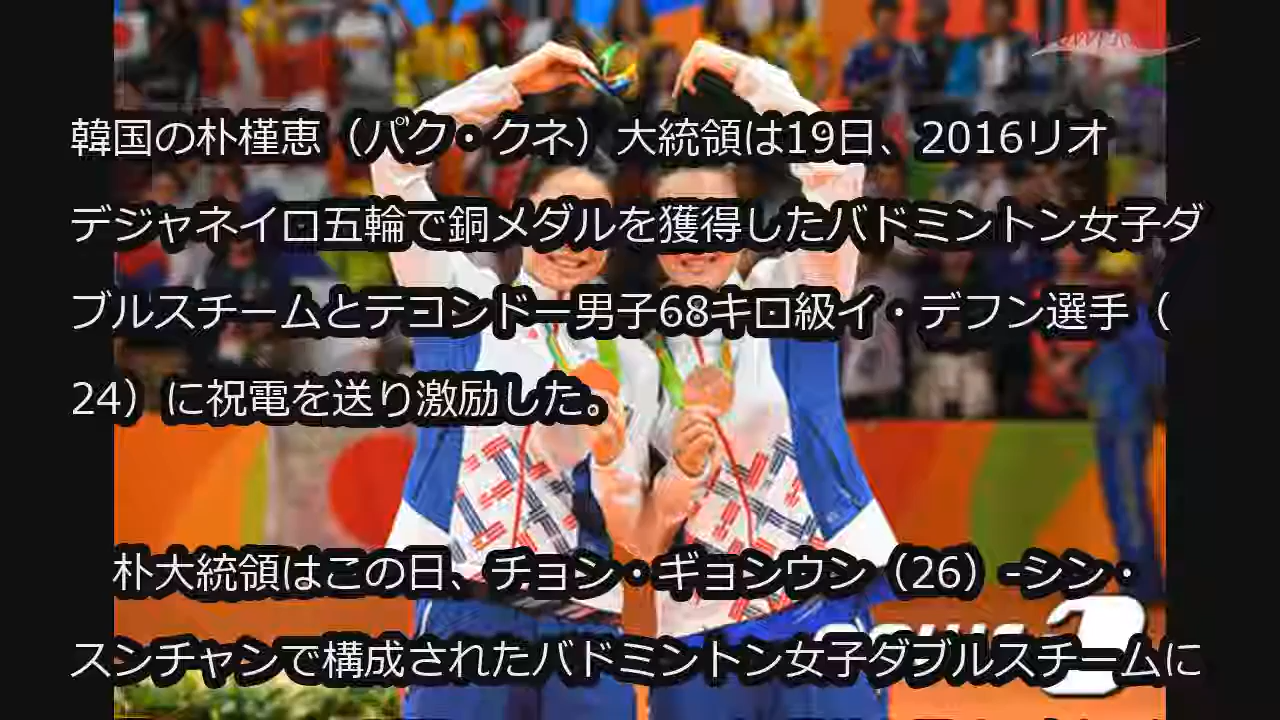 韓国の朴槿恵（パク・クネ）大統領は19日、2016リオ
デジャネイロ五輪で銅メダルを獲得したバドミントン女子ダ
ブルスチームとテコンドー男子68キロ級イ・デフン選手（
24）に祝電を送り激励した。
朴大統領はこの日、チョン・ギョンウン（26）-シン・
スンチャンで構成されたバドミントン女子ダブルスチームに